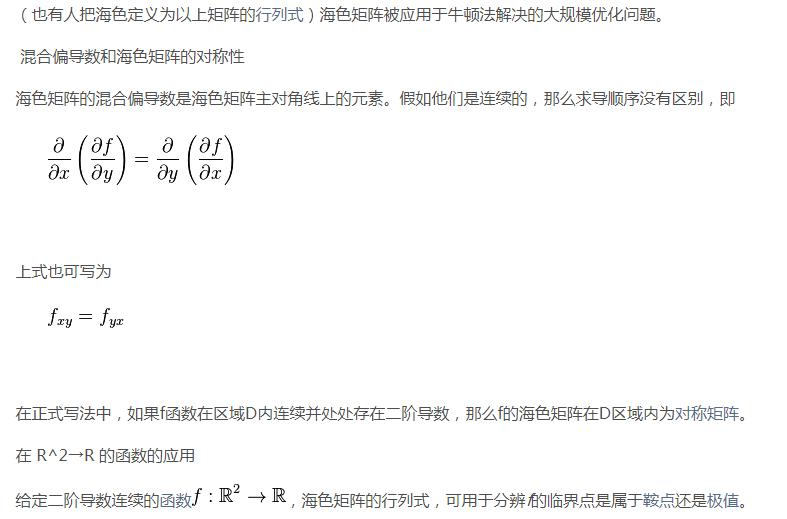 （也有人把海色定义为以上矩阵的行列式）海色矩阵被应用于牛顿法解决的大规模优化问题。
混合偏导数和海色矩阵的对称性
海色矩阵的混合偏导数是海色矩阵主对角线上的元素。假如他们是连续的，那么求导顺序没有区别，即
∂/∂x (∂f/∂y) = ∂/∂y (∂f/∂x)
上式也可写为
f_{xy} = f_{yx}
在正式写法中，如果f函数在区域D内连续并处处存在二阶导数，那么f的海色矩阵在D区域内为对称矩阵。
在 R^2→R 的函数的应用
给定二阶导数连续的函数f : ℝ² → ℝ，海色矩阵的行列式，可用于分辨f的临界点是属于鞍点还是极值。